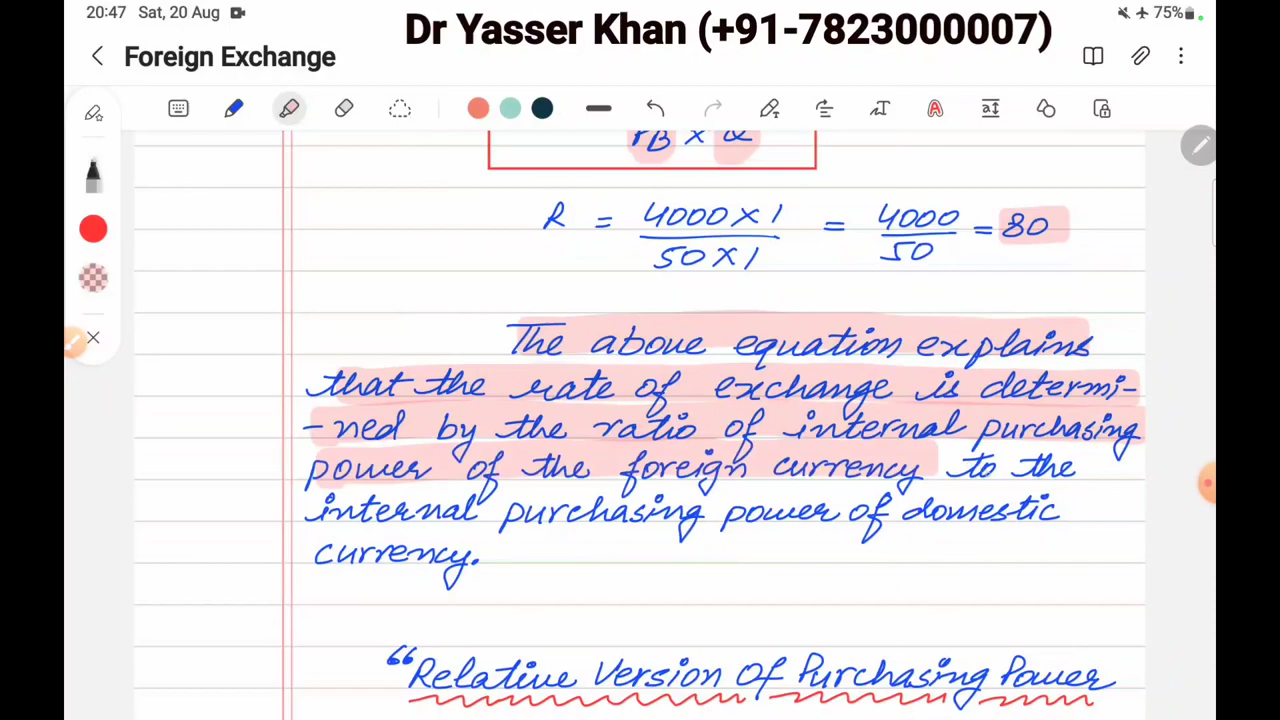 20:47 Sat, 20 Aug
75%
Dr Yasser Khan (+91-7823000007)
Foreign Exchange
PB × Q
R = 4000×1 / 50×1 = 4000 / 50 = 80
The above equation explains
that the rate of exchange is determi-
-ned by the ratio of internal purchasing
power of the foreign currency to the
internal purchasing power of domestic
currency.
“Relative Version Of Purchasing Power